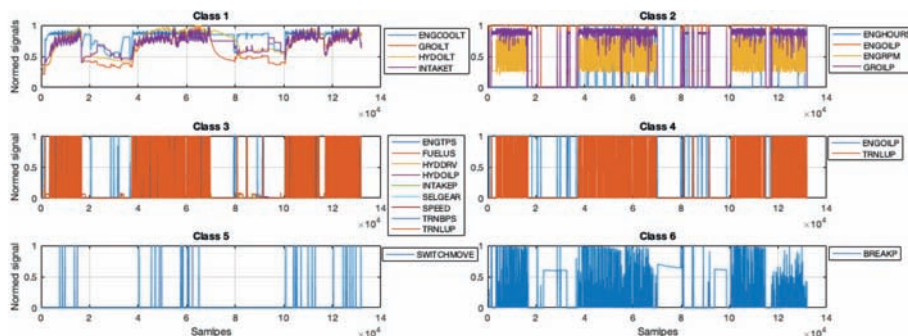 Class 1
Normed signals
1
0.5
0
0 2 4 6 8 10 12 14
×10⁴
ENGCOOLT
GROILT
HYDOILT
INTAKET
Class 2
1
0.5
0
0 2 4 6 8 10 12 14
×10⁴
ENGHOURS
ENGOILP
ENGRPM
GROILP
Class 3
Normed signal
1
0.5
0
0 2 4 6 8 10 12 14
×10⁴
ENGTPS
FUELUS
HYDDRV
HYDOILP
INTAKEP
SELGEAR
SPEED
TRNBPS
TRNLUP
Class 4
1
0.5
0
0 2 4 6 8 10 12 14
×10⁴
ENGOILP
TRNLUP
Class 5
Normed signal
1
0.5
0
0 2 4 6 8 10 12 14
Samlpes
×10⁴
SWITCHMOVE
Class 6
1
0.5
0
0 2 4 6 8 10 12 14
Samlpes
×10⁴
BREAKP